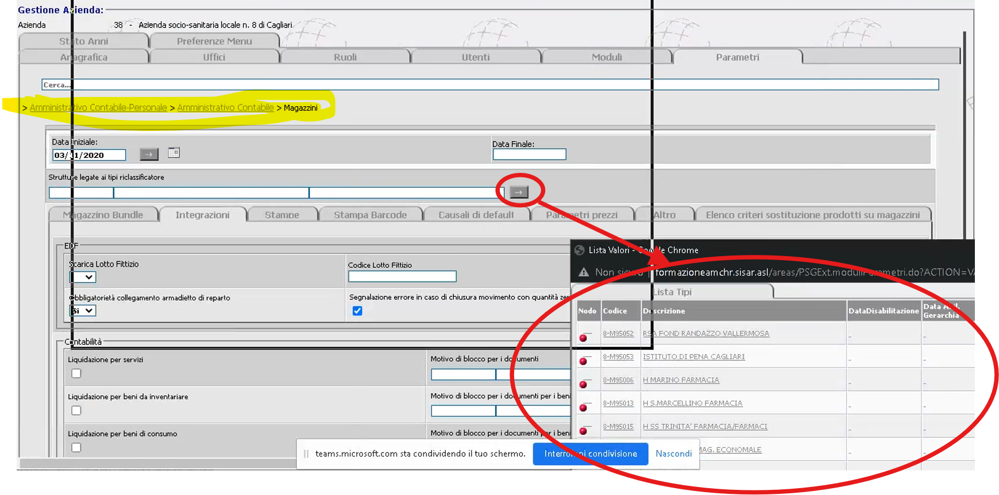 Gestione Azienda:
Azienda 38 - Azienda socio-sanitaria locale n. 8 di Cagliari
Stato Anni Preferenze Menu
Anagrafica Uffici Ruoli Utenti Moduli Parametri
Cerca...
> Amministrativo Contabile-Personale > Amministrativo Contabile > Magazzini
Data Iniziale: Data Finale:
03/11/2020
Strutture legate ai tipi riclassificatore
Magazzino Bundle Integrazioni Stampe Stampa Barcode Causali di default Parametri prezzi Altro Elenco criteri sostituzione prodotti su magazzini
EDF
Scarica Lotto Fittizio Codice Lotto Fittizio
Obbligatorietà collegamento armadietto di reparto Segnalazione errore in caso di chiusura movimento con quantità zer
Si
Contabilità
Liquidazione per servizi Motivo di blocco per i documenti
Liquidazione per beni da inventariare Motivo di blocco per i documenti per i beni
Liquidazione per beni di consumo Motivo di blocco per i documenti per i beni
Lista Valori - Google Chrome
Non sicuro | formazioneamchr.sisar.asl/areas/PSGExt.moduliParametri.do?ACTION=VA
Lista Tipi
Nodo Codice Descrizione DataDisabilitazione Data Abil. Gerarchia
8-M95052 RSA FOND RANDAZZO VALLERMOSA - -
8-M95053 ISTITUTO DI PENA CAGLIARI - -
8-M95006 H MARINO FARMACIA - -
8-M95013 H S.MARCELLINO FARMACIA - -
8-M95015 H SS TRINITA' FARMACIA/FARMACI - -
MAG. ECONOMALE - -
teams.microsoft.com sta condividendo il tuo schermo. Interrompi condivisione Nascondi